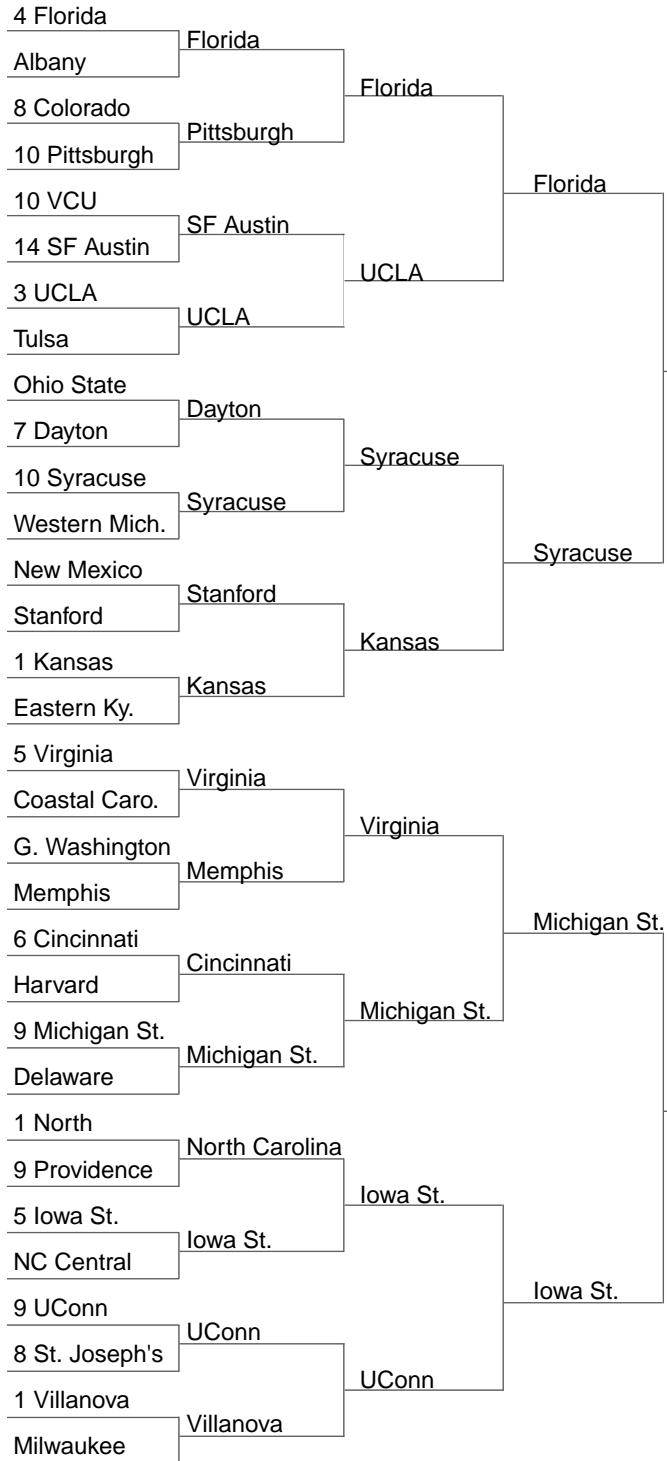 4 Florida
Albany
8 Colorado
10 Pittsburgh
10 VCU
14 SF Austin
3 UCLA
Tulsa
Ohio State
7 Dayton
10 Syracuse
Western Mich.
New Mexico
Stanford
1 Kansas
Eastern Ky.
5 Virginia
Coastal Caro.
G. Washington
Memphis
6 Cincinnati
Harvard
9 Michigan St.
Delaware
1 North
9 Providence
5 Iowa St.
NC Central
9 UConn
8 St. Joseph's
1 Villanova
Milwaukee
Florida
Pittsburgh
SF Austin
UCLA
Dayton
Syracuse
Stanford
Kansas
Virginia
Memphis
Cincinnati
Michigan St.
North Carolina
Iowa St.
UConn
Villanova
Florida
UCLA
Syracuse
Kansas
Virginia
Michigan St.
Iowa St.
UConn
Florida
Syracuse
Michigan St.
Iowa St.